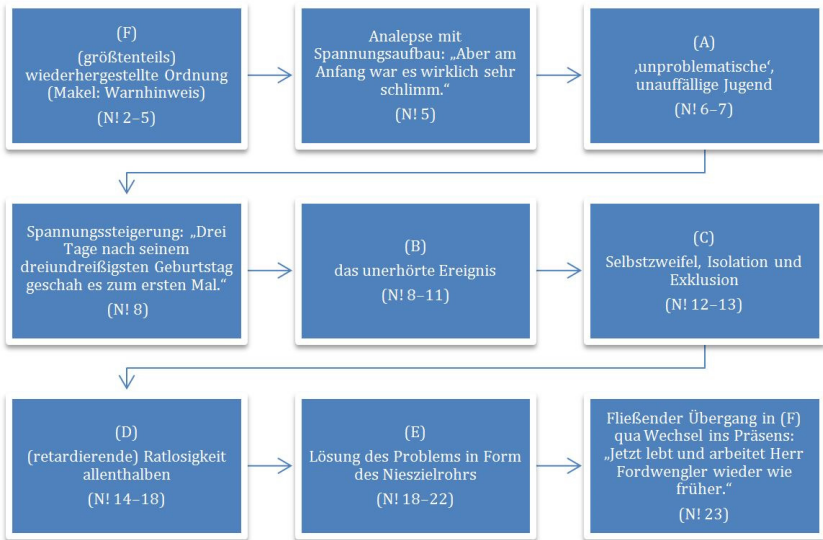 (F)
(größtenteils)
wiederhergestellte Ordnung
(Makel: Warnhinweis)
(N! 2–5)
Analepse mit
Spannungsaufbau: „Aber am
Anfang war es wirklich sehr
schlimm.“
(N! 5)
(A)
‚unproblematische‘,
unauffällige Jugend
(N! 6–7)
Spannungssteigerung: „Drei
Tage nach seinem
dreiundreißigsten Geburtstag
geschah es zum ersten Mal.“
(N! 8)
(B)
das unerhörte Ereignis
(N! 8–11)
(C)
Selbstzweifel, Isolation und
Exklusion
(N! 12–13)
(D)
(retardierende) Ratlosigkeit
allenthalben
(N! 14–18)
(E)
Lösung des Problems in Form
des Nieszielrohrs
(N! 18–22)
Fließender Übergang in (F)
qua Wechsel ins Präsens:
„Jetzt lebt und arbeitet Herr
Fordwengler wieder wie
früher.“
(N! 23)